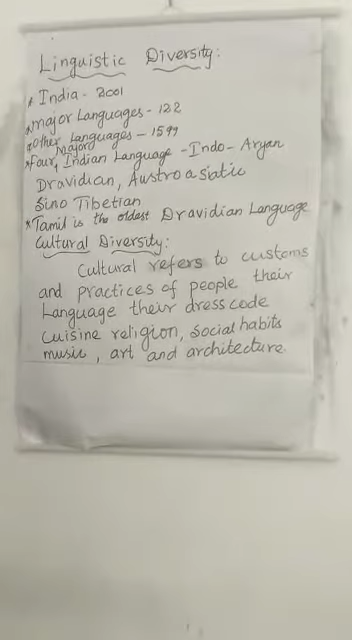 Linguistic Diversity:
* India - 2001
* major Languages - 122
* other Languages - 1599
* Four Major Indian Language - Indo - Aryan
Dravidian, Austro asiatic
Sino Tibetian
* Tamil is the oldest Dravidian Language
Cultural Diversity:
Cultural refers to customs
and practices of people their
Language their dress code
Cuisine religion, social habits
music, art and architecture.